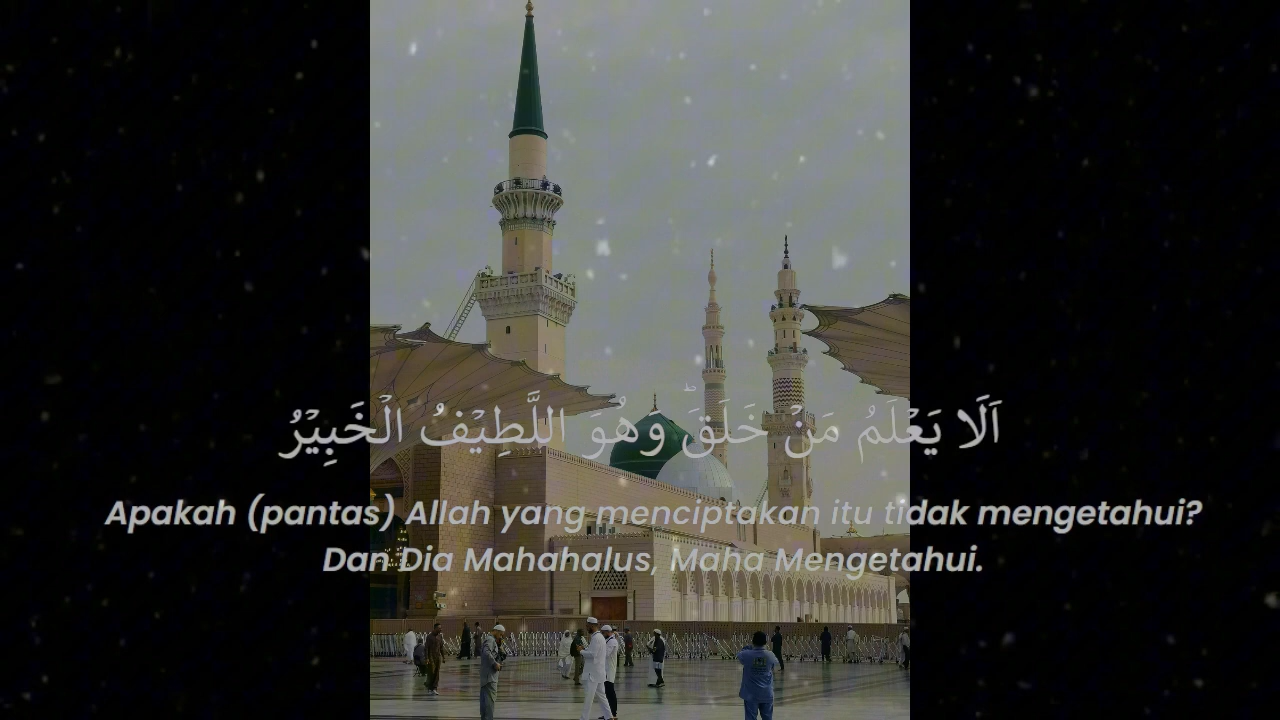 اَلَا يَعْلَمُ مَنْ خَلَقَۗ وَهُوَ اللَّطِيْفُ الْخَبِيْرُ
Apakah (pantas) Allah yang menciptakan itu tidak mengetahui?
Dan Dia Mahahalus, Maha Mengetahui.